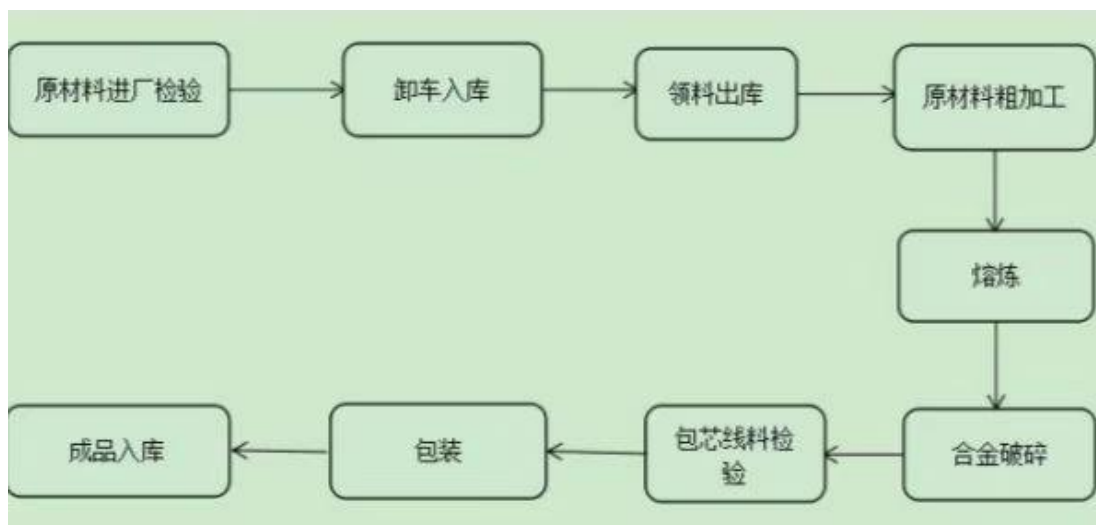 原材料进厂检验
卸车入库
领料出库
原材料粗加工
熔炼
合金破碎
包芯线料检
验
包装
成品入库